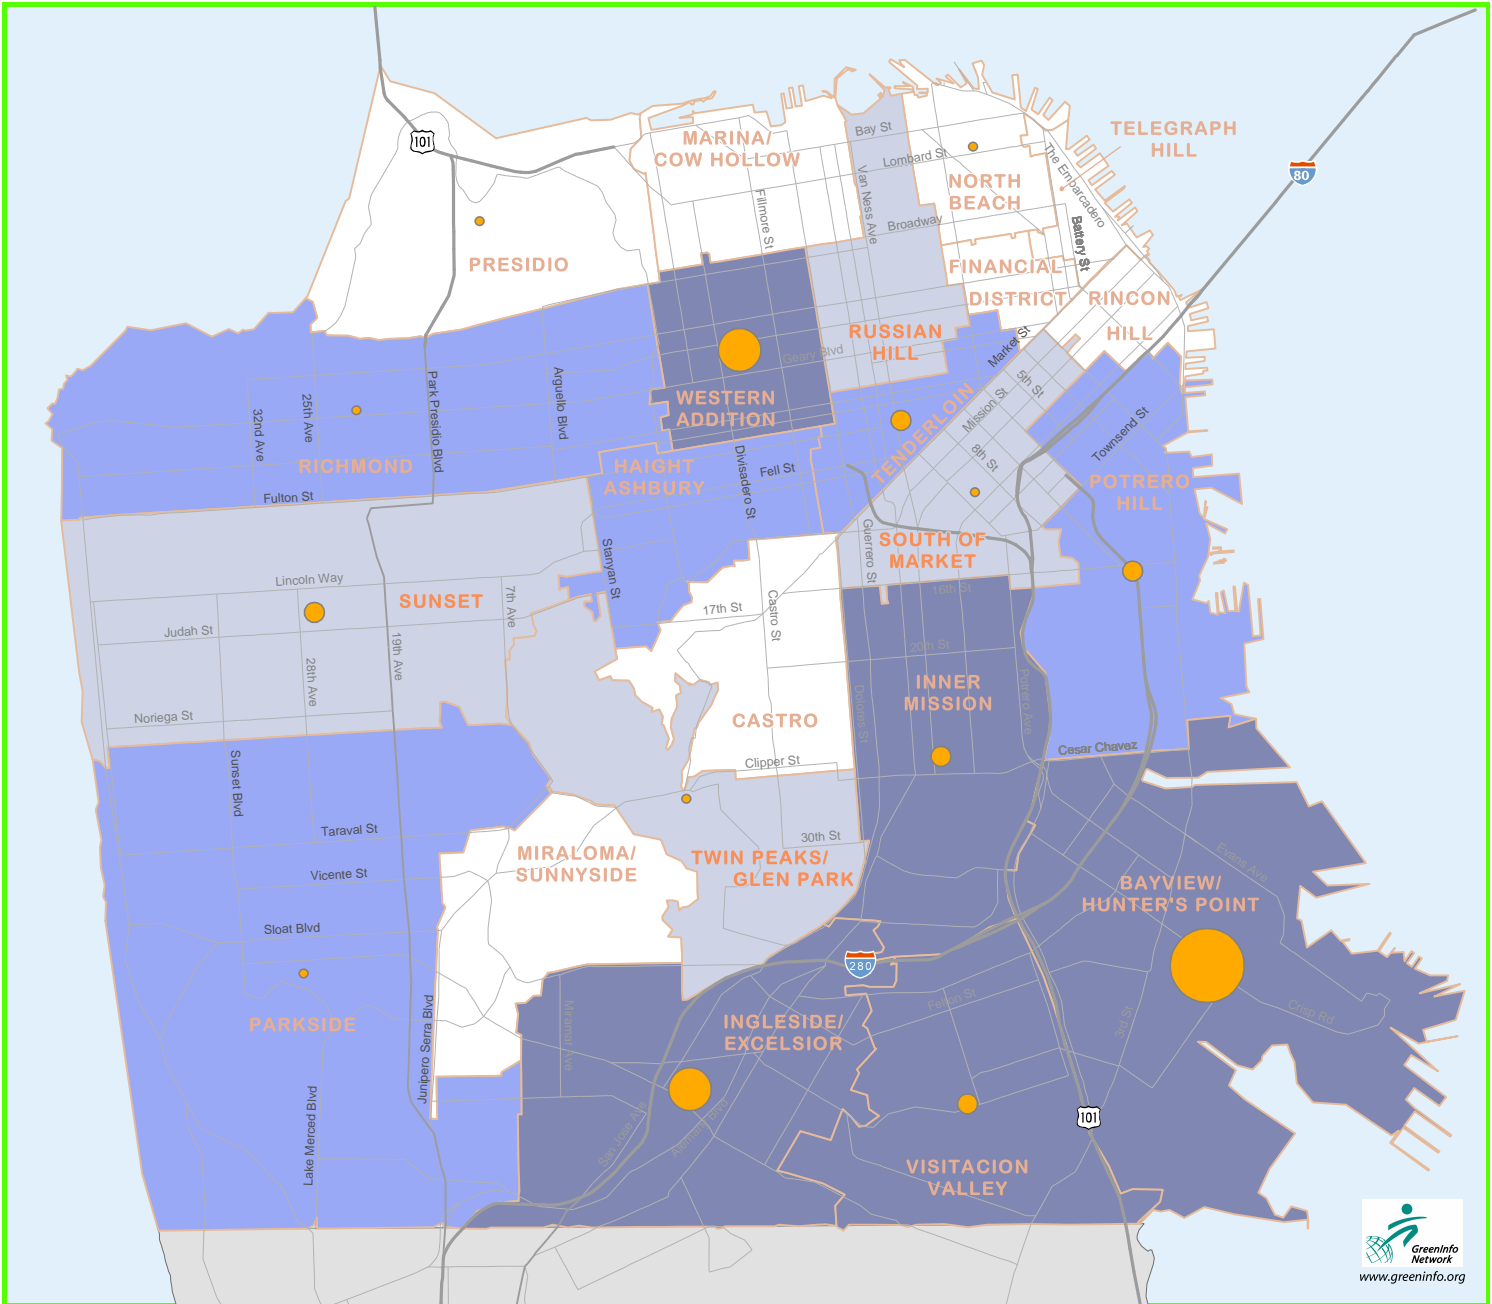 101
MARINA/
COW HOLLOW
Bay St
Lombard St
Van Ness Ave
Fillmore St
Broadway
NORTH
BEACH
The Embarcadero
Battery St
TELEGRAPH
HILL
80
PRESIDIO
FINANCIAL
DISTRICT
RINCON
HILL
RUSSIAN
HILL
Market St
Geary Blvd
5th St
Mission St
8th St
Townsend St
WESTERN
ADDITION
TENDERLOIN
32nd Ave
25th Ave
Park Presidio Blvd
Arguello Blvd
RICHMOND
Fulton St
HAIGHT
ASHBURY
Divisadero St
Fell St
POTRERO
HILL
Stanyan St
Guerrero St
SOUTH OF
MARKET
16th St
Lincoln Way
SUNSET
7th Ave
Judah St
19th Ave
28th Ave
17th St
Castro St
20th St
INNER
MISSION
Dolores St
Potrero Ave
Noriega St
CASTRO
Clipper St
Cesar Chavez
Sunset Blvd
Taraval St
Vicente St
Sloat Blvd
MIRALOMA/
SUNNYSIDE
30th St
TWIN PEAKS/
GLEN PARK
Evans Ave
BAYVIEW/
HUNTER'S POINT
280
PARKSIDE
Junipero Serra Blvd
Lake Merced Blvd
Miramar Ave
INGLESIDE/
EXCELSIOR
Felton St
3rd St
Crisp Rd
San Jose Ave
Alemany Blvd
101
VISITACION
VALLEY
GreenInfo
Network
www.greeninfo.org